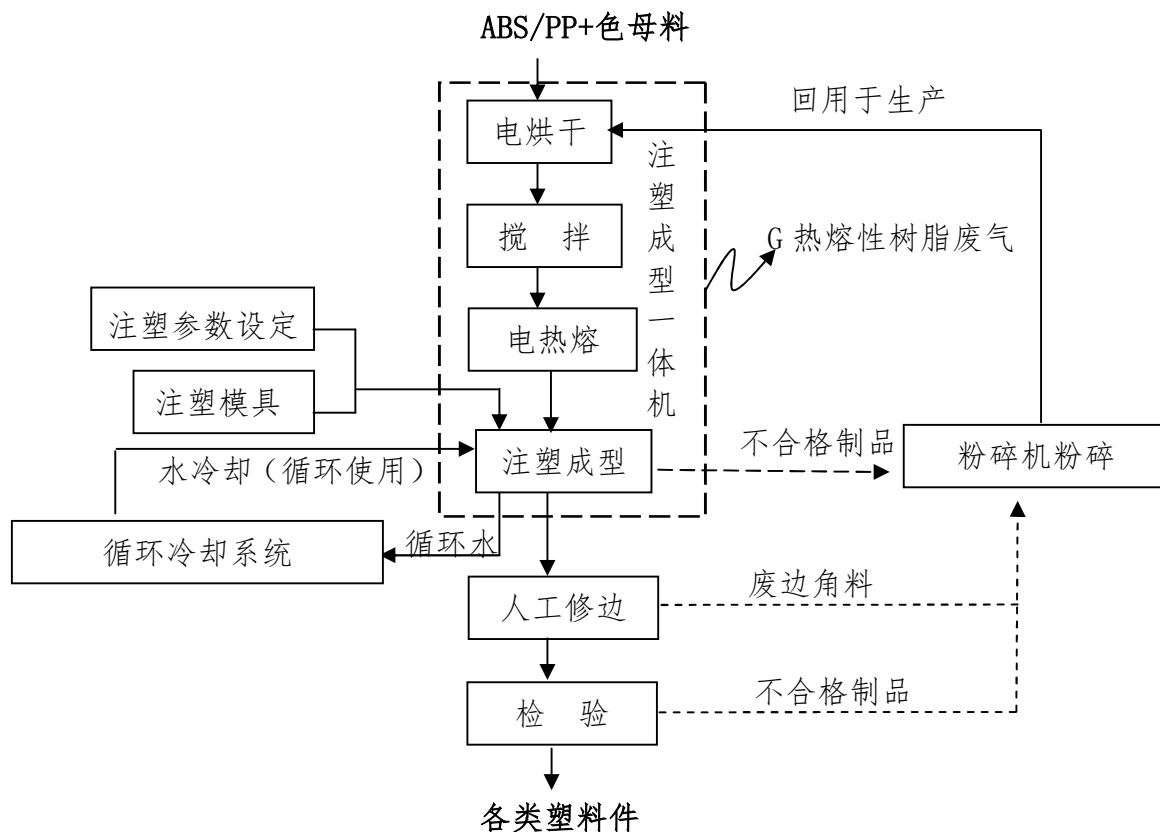 ABS/PP+色母料
回用于生产
电烘干
注塑成型一体机
搅 拌
G 热熔性树脂废气
注塑参数设定
电热熔
注塑模具
不合格制品
粉碎机粉碎
注塑成型
水冷却（循环使用）
循环冷却系统
循环水
人工修边
废边角料
检 验
不合格制品
各类塑料件